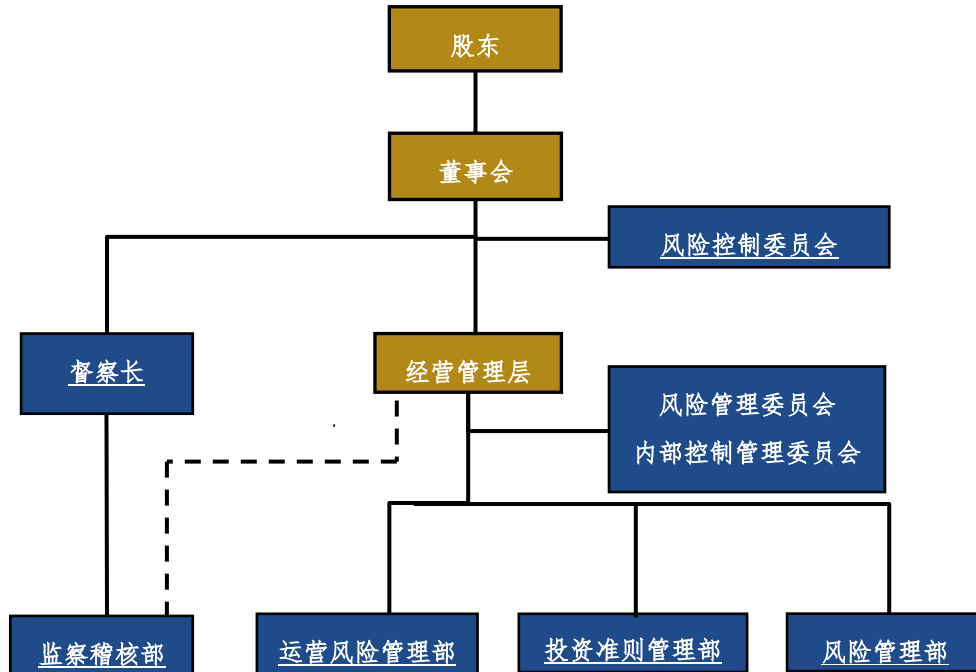 股东
董事会
风险控制委员会
督察长
经营管理层
风险管理委员会
内部控制管理委员会
监察稽核部
运营风险管理部
投资准则管理部
风险管理部